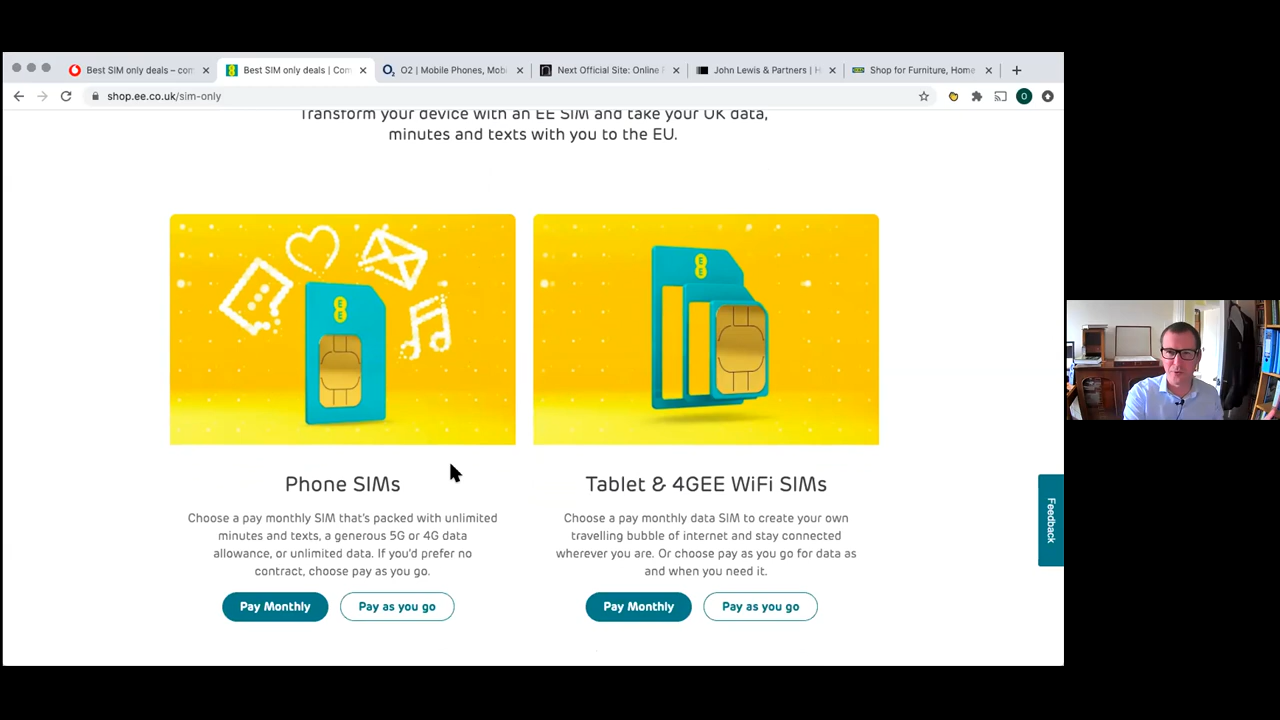 Best SIM only deals – com
Best SIM only deals | Com
O2 | Mobile Phones, Mobi
Next Official Site: Online F
John Lewis & Partners | H
Shop for Furniture, Home
shop.ee.co.uk/sim-only
O
Transform your device with an EE SIM and take your UK data,
minutes and texts with you to the EU.
EE
EE
Phone SIMs
Choose a pay monthly SIM that's packed with unlimited
minutes and texts, a generous 5G or 4G data
allowance, or unlimited data. If you'd prefer no
contract, choose pay as you go.
Pay Monthly
Pay as you go
Tablet & 4GEE WiFi SIMs
Choose a pay monthly data SIM to create your own
travelling bubble of internet and stay connected
wherever you are. Or choose pay as you go for data as
and when you need it.
Pay Monthly
Pay as you go
Feedback